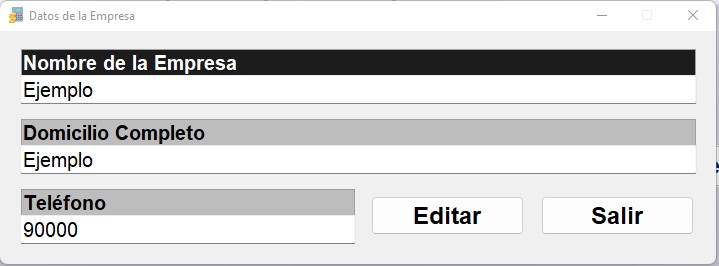 Datos de la Empresa
Nombre de la Empresa
Ejemplo
Domicilio Completo
Ejemplo
Teléfono
90000
Editar
Salir